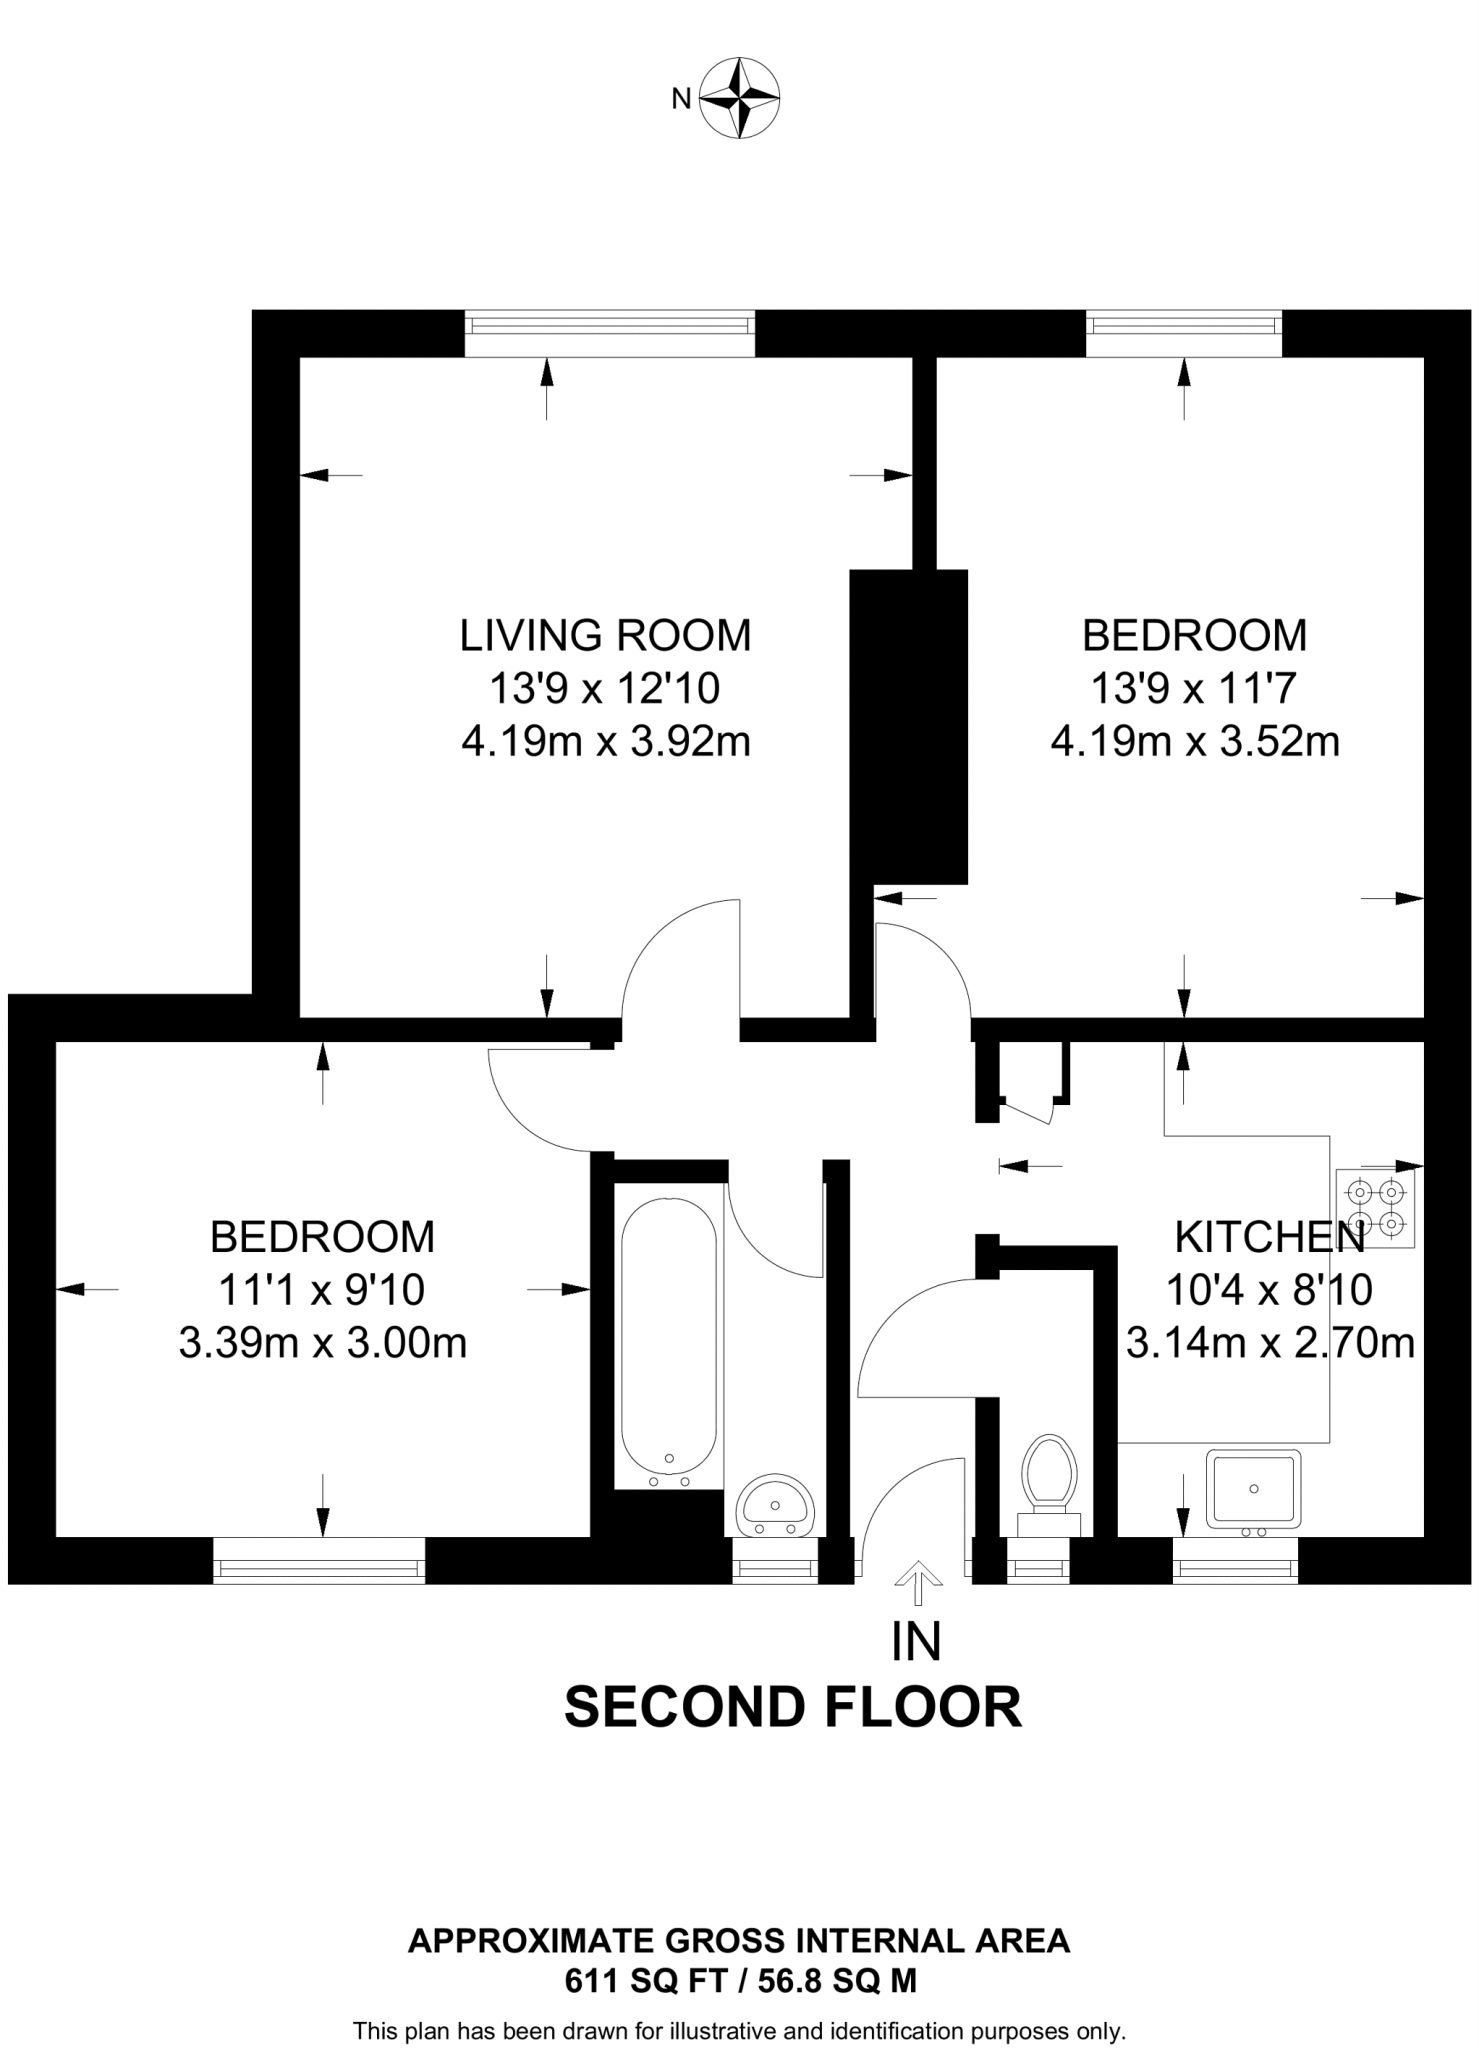 N
LIVING ROOM
13'9 x 12'10
4.19m x 3.92m
BEDROOM
13'9 x 11'7
4.19m x 3.52m
BEDROOM
11'1 x 9'10
3.39m x 3.00m
KITCHEN
10'4 x 8'10
3.14m x 2.70m
IN
SECOND FLOOR
APPROXIMATE GROSS INTERNAL AREA
611 SQ FT / 56.8 SQ M
This plan has been drawn for illustrative and identification purposes only.